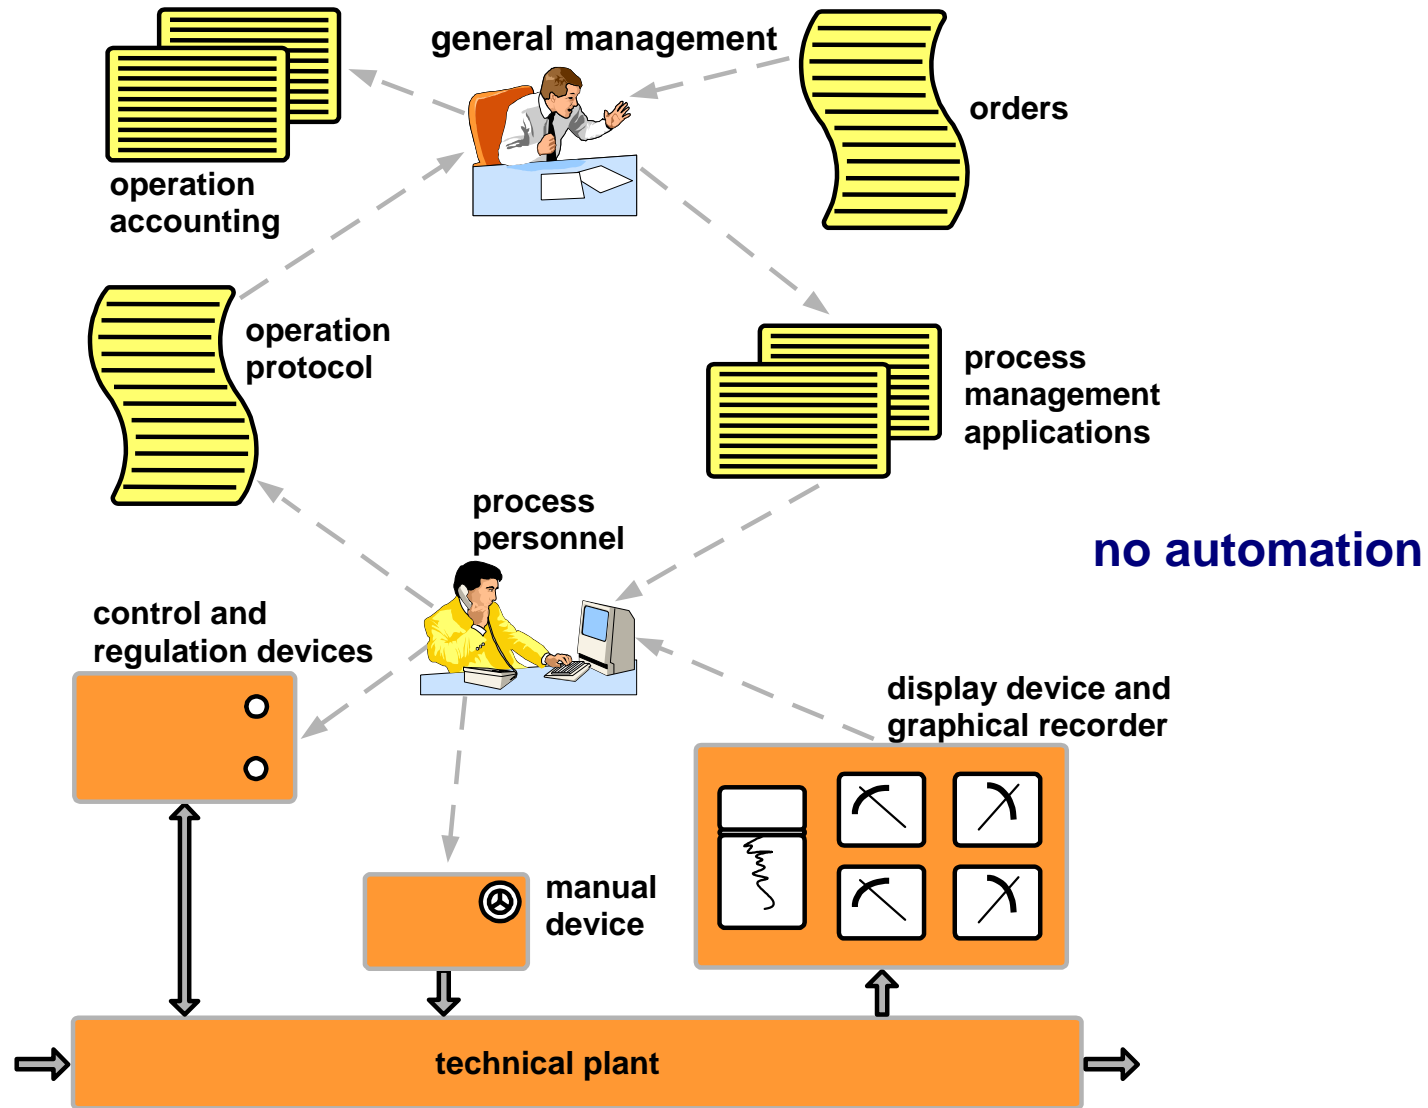 general management
orders
operation
accounting
operation
protocol
process
management
applications
process
personnel
no automation
control and
regulation devices
display device and
graphical recorder
manual
device
technical plant